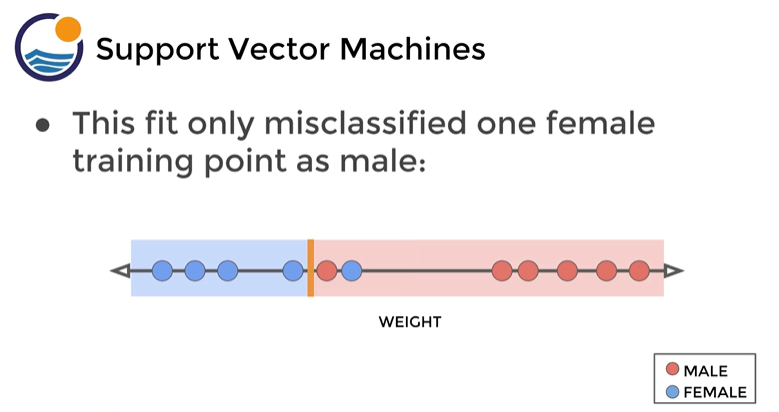 Support Vector Machines
● This fit only misclassified one female
training point as male:
WEIGHT
MALE
FEMALE